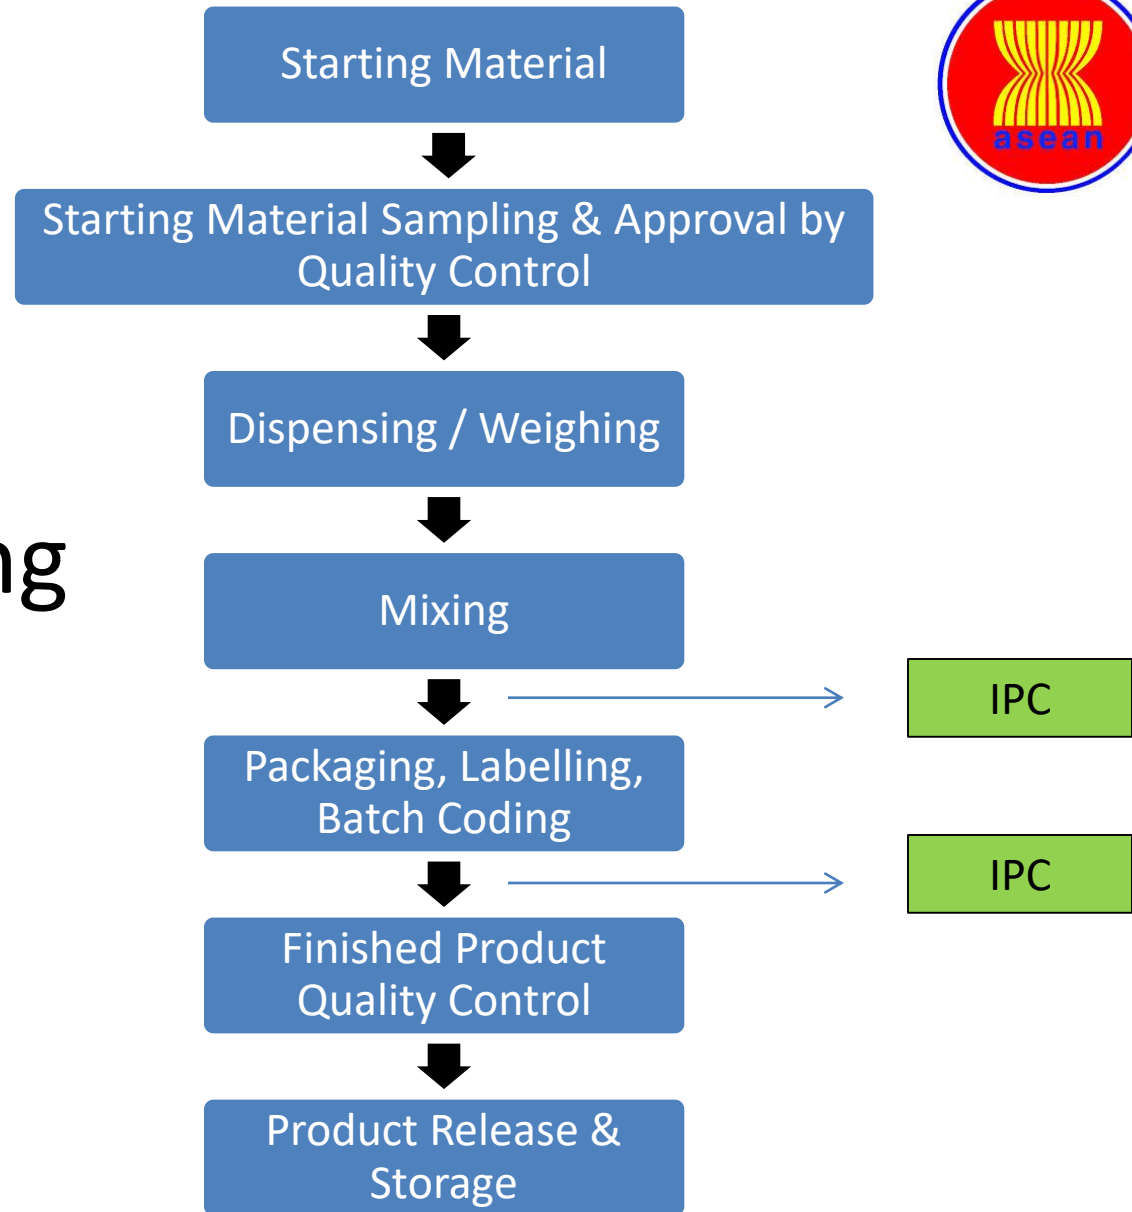 Starting Material
asean
Starting Material Sampling & Approval by
Quality Control
Dispensing / Weighing
ng
Mixing
IPC
Packaging, Labelling,
Batch Coding
IPC
Finished Product
Quality Control
Product Release &
Storage